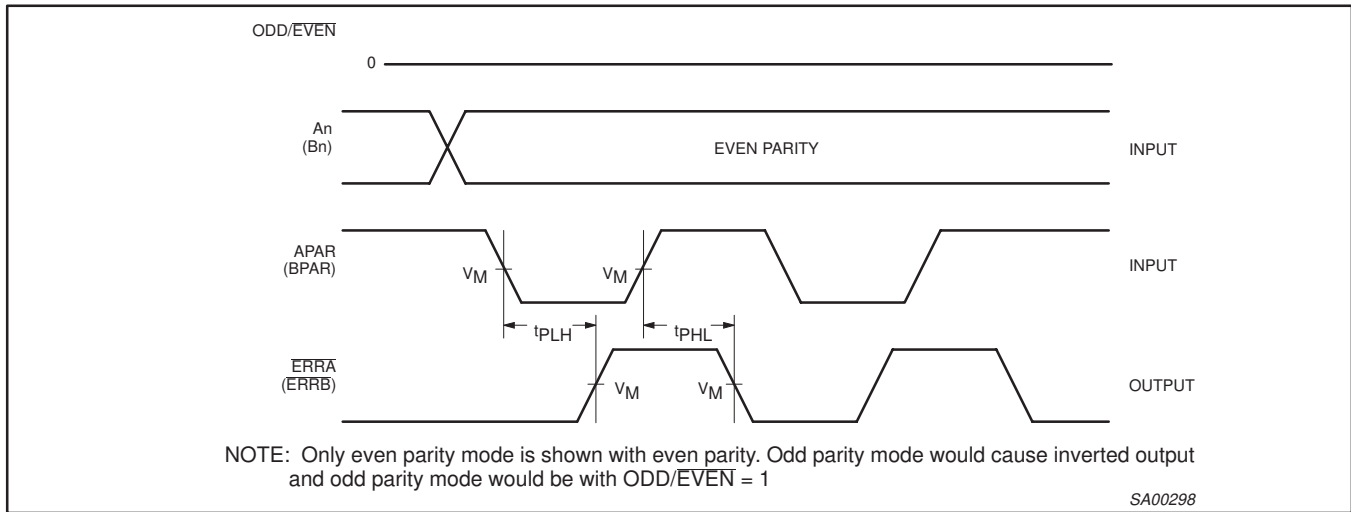 ODD/EVEN
0
An
(Bn)
EVEN PARITY
INPUT
APAR
(BPAR)
VM
VM
INPUT
tPLH
tPHL
ERRA
(ERRB)
VM
VM
OUTPUT
NOTE: Only even parity mode is shown with even parity. Odd parity mode would cause inverted output
and odd parity mode would be with ODD/EVEN = 1
SA00298